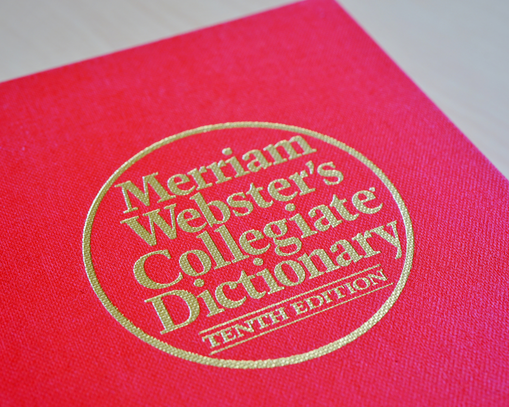 Merriam
Webster's
Collegiate®
Dictionary
TENTH EDITION